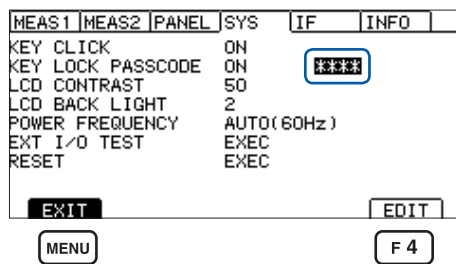 MEAS1 MEAS2 PANEL SYS IF INFO
KEY CLICK ON
KEY LOCK PASSCODE ON ****
LCD CONTRAST 50
LCD BACK LIGHT 2
POWER FREQUENCY AUTO(60Hz)
EXT I/O TEST EXEC
RESET EXEC
EXIT EDIT
MENU F 4